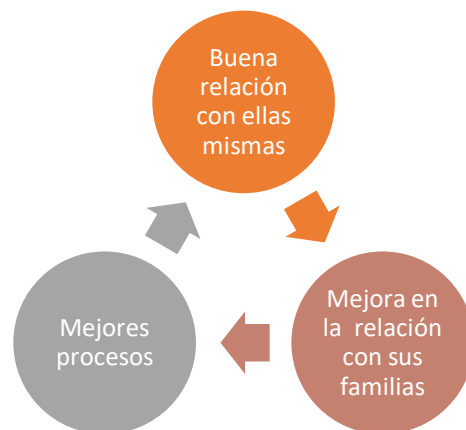 Buena
relación
con ellas
mismas
Mejora en
la relación
con sus
familias
Mejores
procesos